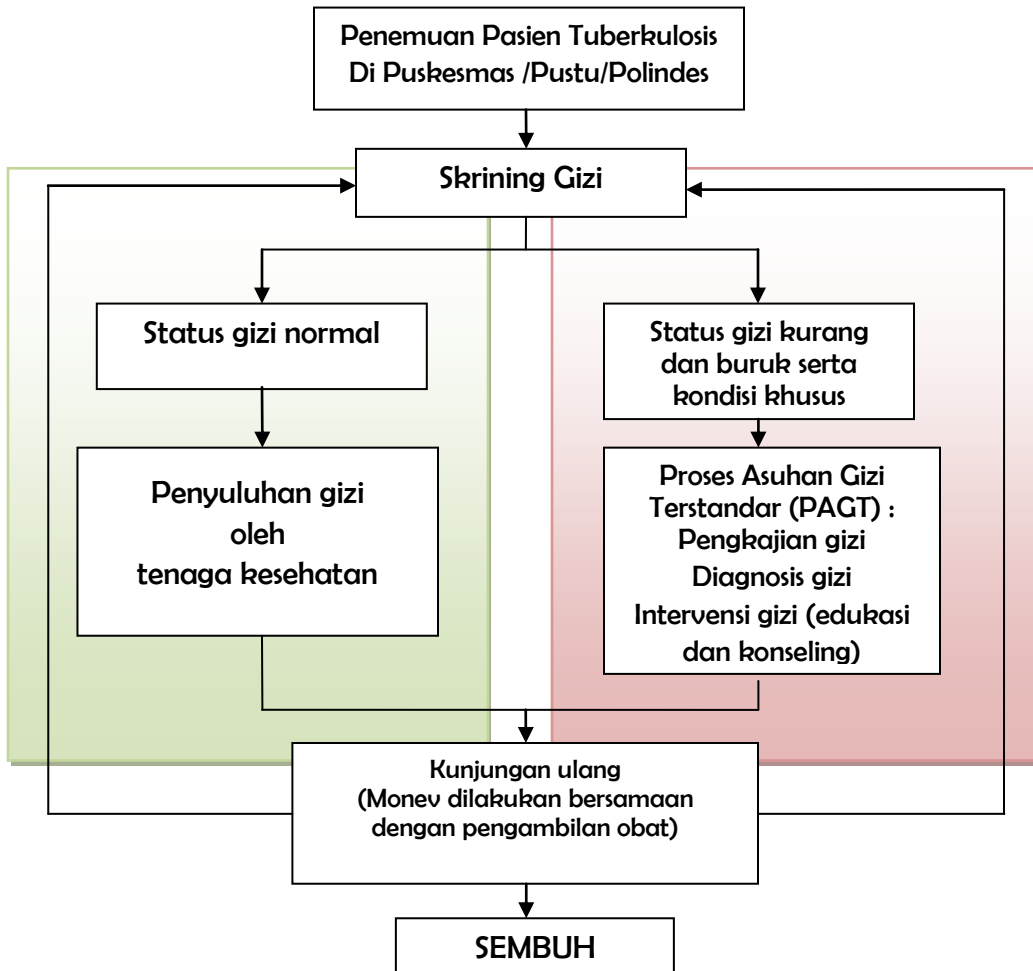 Penemuan Pasien Tuberkulosis
Di Puskesmas /Pustu/Polindes
Skrining Gizi
Status gizi normal
Status gizi kurang
dan buruk serta
kondisi khusus
Penyuluhan gizi
oleh
tenaga kesehatan
Proses Asuhan Gizi
Terstandar (PAGT) :
Pengkajian gizi
Diagnosis gizi
Intervensi gizi (edukasi
dan konseling)
Kunjungan ulang
(Monev dilakukan bersamaan
dengan pengambilan obat)
SEMBUH